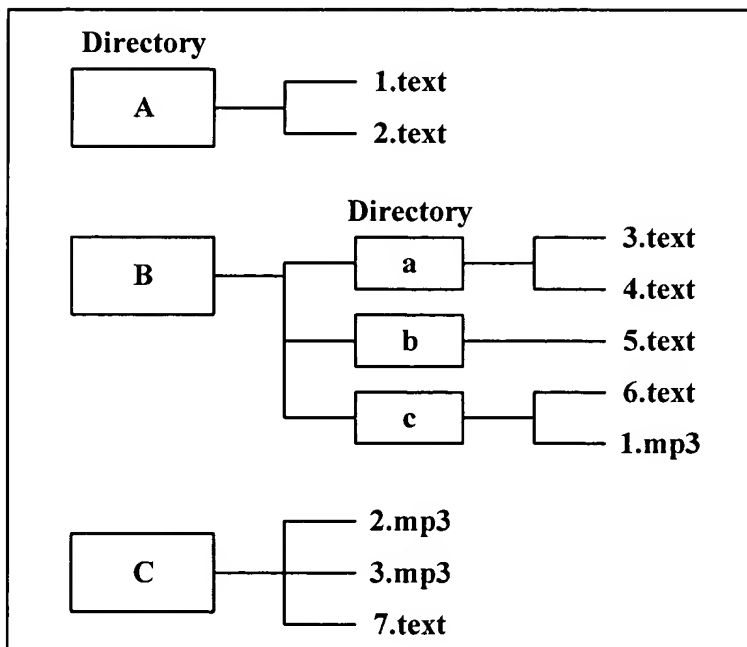 Directory
A
1.text
2.text
Directory
B
a
3.text
4.text
b
5.text
c
6.text
1.mp3
C
2.mp3
3.mp3
7.text